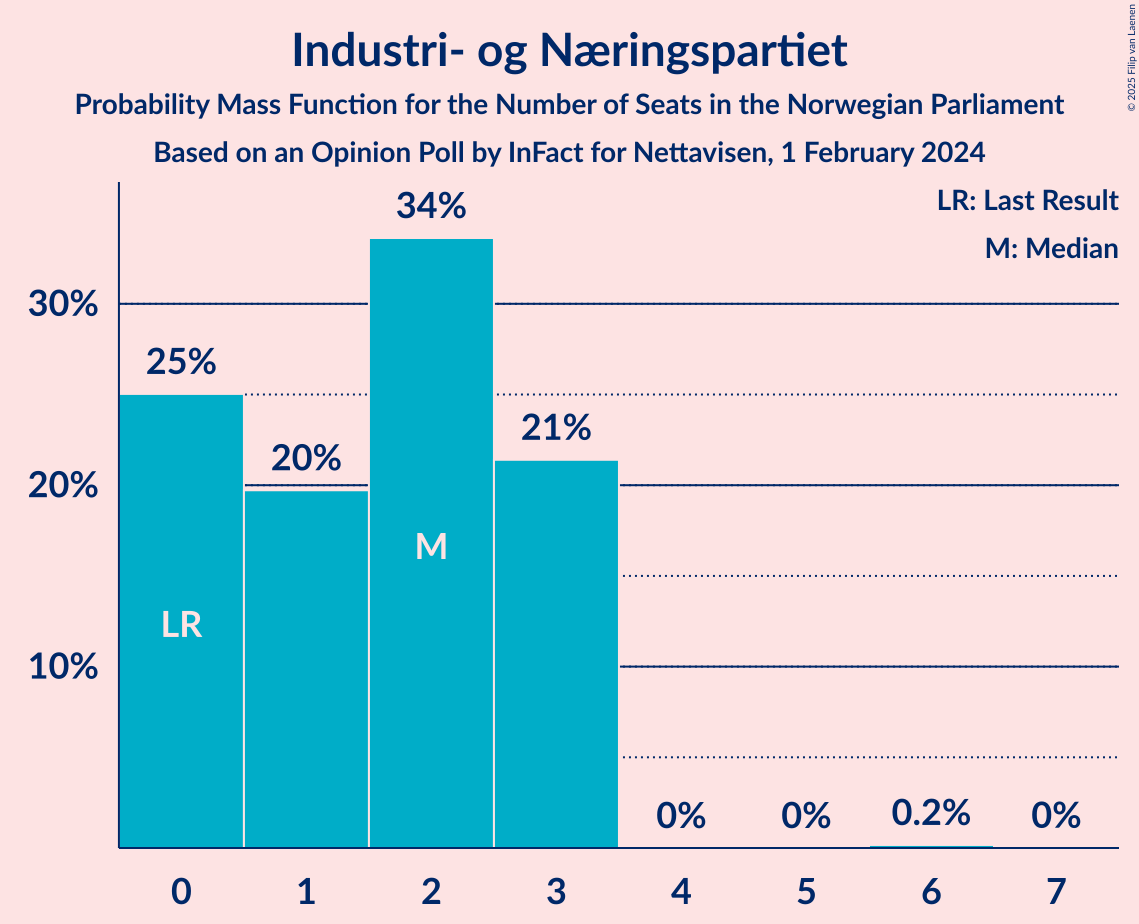 Industri- og Næringspartiet
Probability Mass Function for the Number of Seats in the Norwegian Parliament
Based on an Opinion Poll by InFact for Nettavisen, 1 February 2024
© 2025 Filip van Laenen
LR: Last Result
M: Median
34%
30%
25%
21%
20%
20%
M
LR
10%
0%
0%
0.2%
0%
0
1
2
3
4
5
6
7